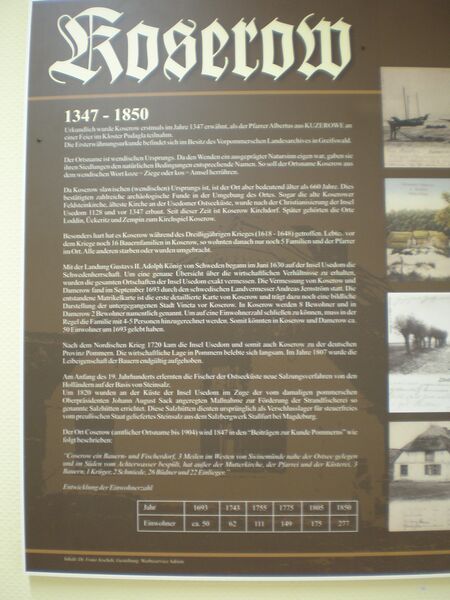 Koserow
1347 - 1850
Urkundlich wurde Koserow erstmals im Jahre 1347 erwähnt, als der Pfarrer Albertus aus KUZEROWE an
einer Feier im Kloster Pudagla teilnahm.
Die Ersterwähnungsurkunde befindet sich im Besitz des Vorpommerschen Landesarchives in Greifswald.
Der Ortsname ist wendischen Ursprungs. Da den Wenden ein ausgeprägter Natursinn eigen war, gaben sie
ihren Siedlungen den natürlichen Bedingungen entsprechende Namen. So soll der Ortsname Koserow aus
dem wendischen Wort koze = Ziege oder kos = Amsel herrühren.
Da Koserow slawischen (wendischen) Ursprungs ist, ist der Ort aber bedeutend älter als 660 Jahre. Dies
bestätigten zahlreiche archäologische Funde in der Umgebung des Ortes. Sogar die alte Koserower
Feldsteinkirche, älteste Kirche an der Usedomer Ostseeküste, wurde nach der Christianisierung der Insel
Usedom 1128 und vor 1347 erbaut. Seit dieser Zeit ist Koserow Kirchdorf. Später gehörten die Orte
Loddin, Ückeritz und Zempin zum Kirchspiel Koserow.
Besonders hart hat es Koserow während des Dreißigjährigen Krieges (1618 - 1648) getroffen. Lebten vor
dem Kriege noch 16 Bauernfamilien in Koserow, so wohnten danach nur noch 5 Familien und der Pfarrer
im Ort. Alle anderen starben oder wurden umgebracht.
Mit der Landung Gustavs II. Adolph König von Schweden begann im Juni 1630 auf der Insel Usedom die
Schwedenherrschaft. Um eine genaue Übersicht über die wirtschaftlichen Verhältnisse zu erhalten,
wurden die gesamten Ortschaften der Insel Usedom exakt vermessen. Die Vermessung von Koserow und
Damerow fand im September 1693 durch den schwedischen Landvermesser Andreas Jernström statt. Die
entstandene Matrikelkarte ist die erste detaillierte Karte von Koserow und trägt dazu noch eine bildliche
Darstellung der untergegangenen Stadt Vineta vor Koserow. In Koserow werden 8 Bewohner und in
Damerow 2 Bewohner namentlich genannt. Um auf eine Einwohnerzahl schließen zu können, muss in der
Regel die Familie mit 4-5 Personen hinzugerechnet werden. Somit könnten in Koserow und Damerow ca.
50 Einwohner um 1693 gelebt haben.
Nach dem Nordischen Krieg 1720 kam die Insel Usedom und somit auch Koserow zu der deutschen
Provinz Pommern. Die wirtschaftliche Lage in Pommern belebte sich langsam. Im Jahre 1807 wurde die
Leibeigenschaft der Bauern endgültig aufgehoben.
Am Anfang des 19. Jahrhunderts erlernten die Fischer der Ostseeküste neue Salzungsverfahren von den
Holländern auf der Basis von Steinsalz.
Um 1820 wurden an der Küste der Insel Usedom im Zuge der vom damaligen pommerschen
Oberpräsidenten Johann August Sack angeregten Maßnahme zur Förderung der Strandfischerei so
genannte Salzhütten errichtet. Diese Salzhütten dienten ursprünglich als Verschlusslager für steuerfreies
vom preußischen Staat geliefertes Steinsalz aus dem Salzbergwerk Staßfurt bei Magdeburg.
Der Ort Coserow (amtlicher Ortsname bis 1904) wird 1847 in den "Beiträgen zur Kunde Pommerns" wie
folgt beschrieben:
"Coserow ein Bauern- und Fischerdorf, 3 Meilen im Westen von Swinemünde nahe der Ostsee gelegen
und im Süden vom Achterwasser bespült, hat außer der Mutterkirche, der Pfarrei und der Küsterei, 3
Bauern, 1 Krüger, 2 Schmiede, 26 Büdner und 22 Einlieger."
Entwicklung der Einwohnerzahl
Jahr 1693 1743 1755 1775 1805 1850
Einwohner ca. 50 62 111 149 175 277